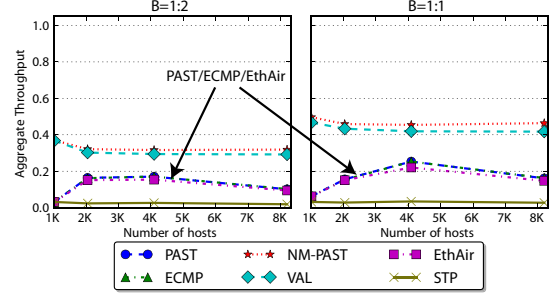 B=1:2
B=1:1
1.0
0.8
0.6
0.4
0.2
0.0
Aggregate Throughput
PAST/ECMP/EthAir
1K 2K 3K 4K 5K 6K 7K 8K
1K 2K 3K 4K 5K 6K 7K 8K
Number of hosts
Number of hosts
PAST NM-PAST EthAir
ECMP VAL STP